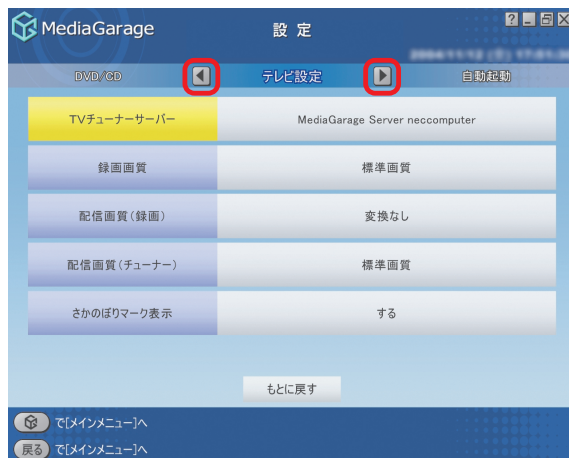 MediaGarage
設定
DVD/CD
テレビ設定
自動起動
TVチューナーサーバー
MediaGarage Server neccomputer
録画画質
標準画質
配信画質(録画)
変換なし
配信画質(チューナー)
標準画質
さかのぼりマーク表示
する
もとに戻す
で[メインメニュー]へ
戻る で[メインメニュー]へ